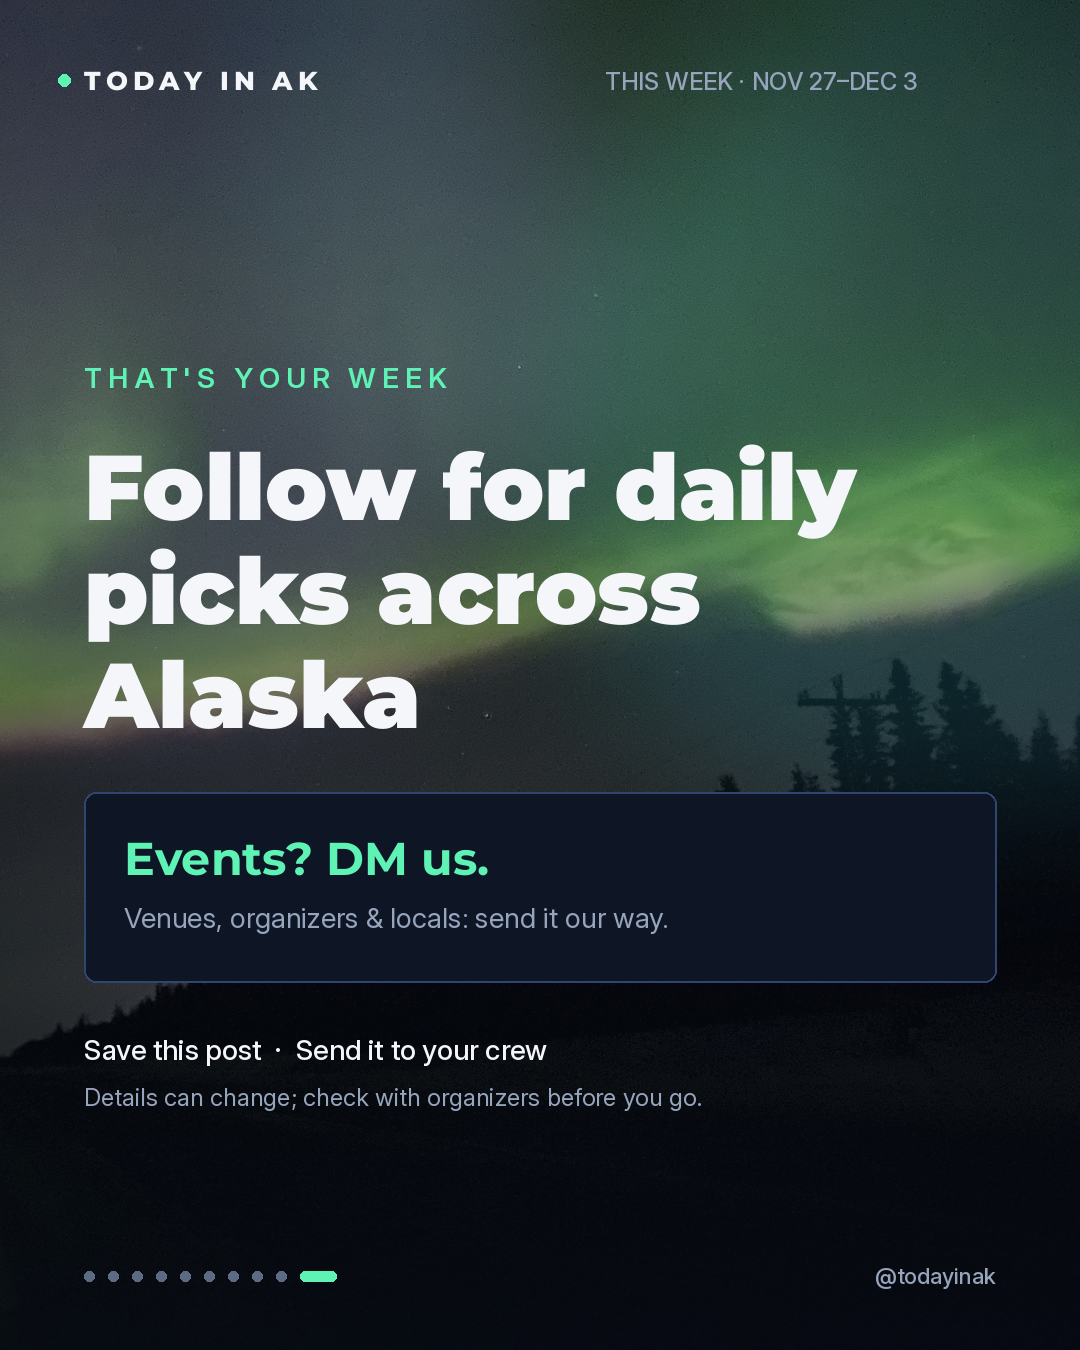 TODAY IN AK
THIS WEEK · NOV 27–DEC 3
THAT'S YOUR WEEK
Follow for daily
picks across
Alaska
Events? DM us.
Venues, organizers & locals: send it our way.
Save this post · Send it to your crew
Details can change; check with organizers before you go.
@todayinak